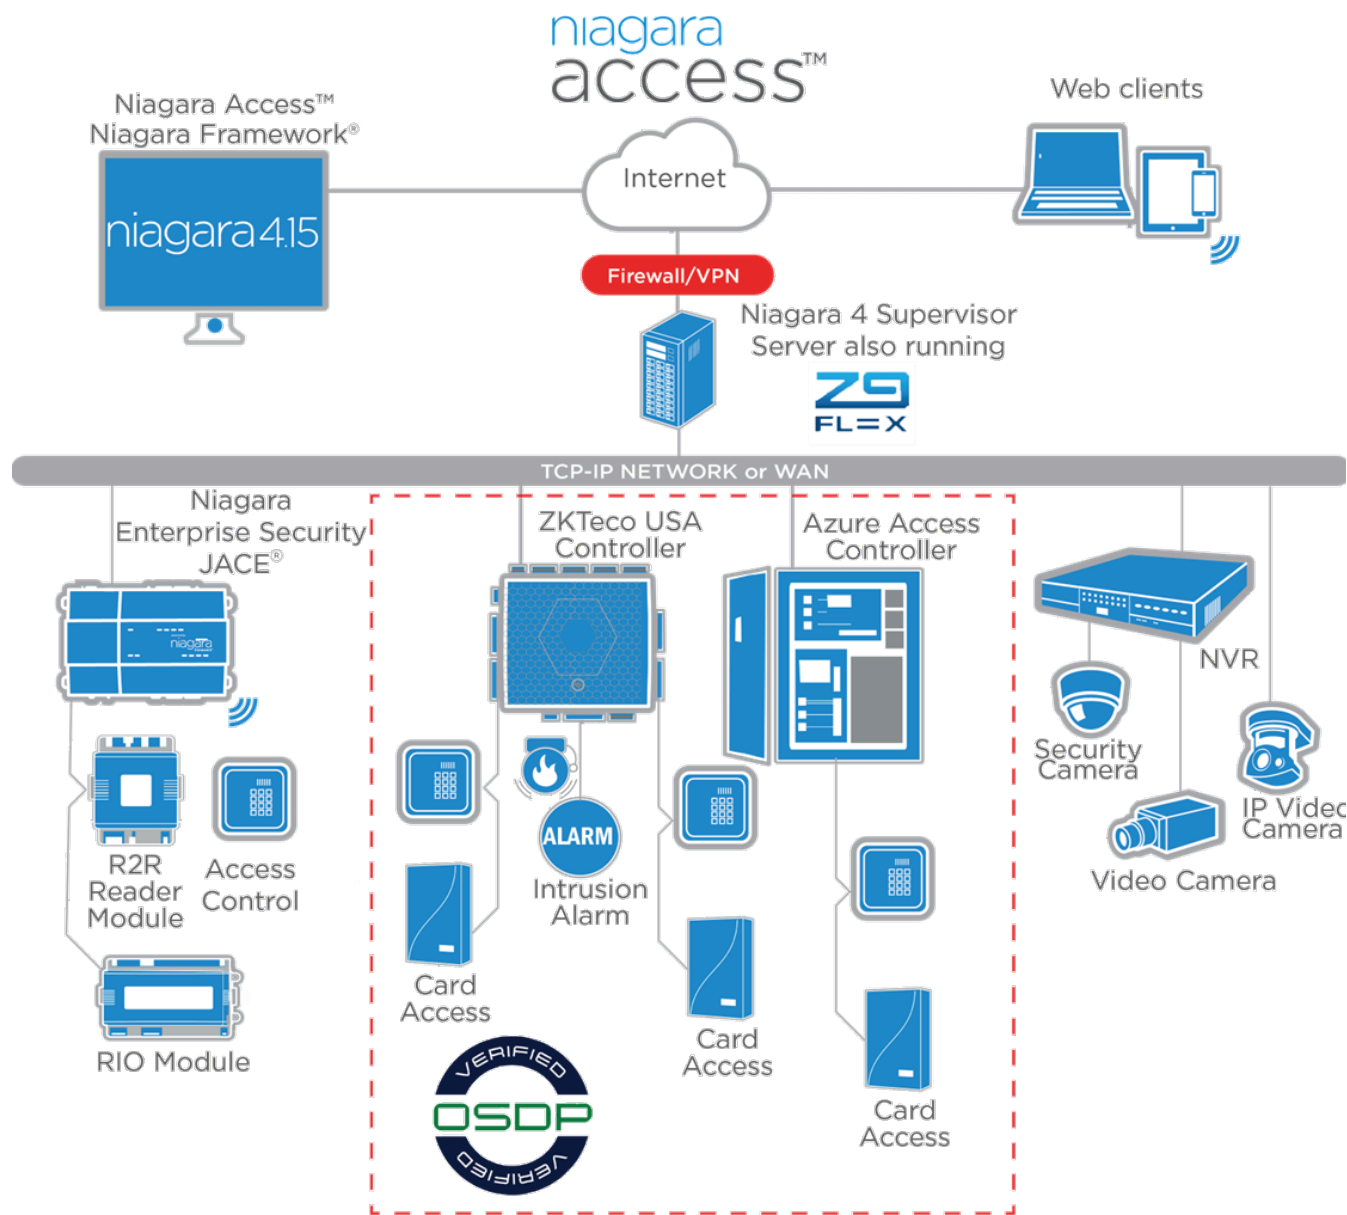 niagara
access™
Niagara Access™
Niagara Framework®
niagara 4.15
Internet
Web clients
Firewall/VPN
Niagara 4 Supervisor
Server also running
Z9
FLEX
TCP-IP NETWORK or WAN
Niagara
Enterprise Security
JACE®
niagara
ZKTeco USA
Controller
Azure Access
Controller
NVR
Security
Camera
IP Video
Camera
Video Camera
R2R
Reader
Module
Access
Control
ALARM
Intrusion
Alarm
Card
Access
Card
Access
Card
Access
RIO Module
VERIFIED
OSDP
VERIFIED